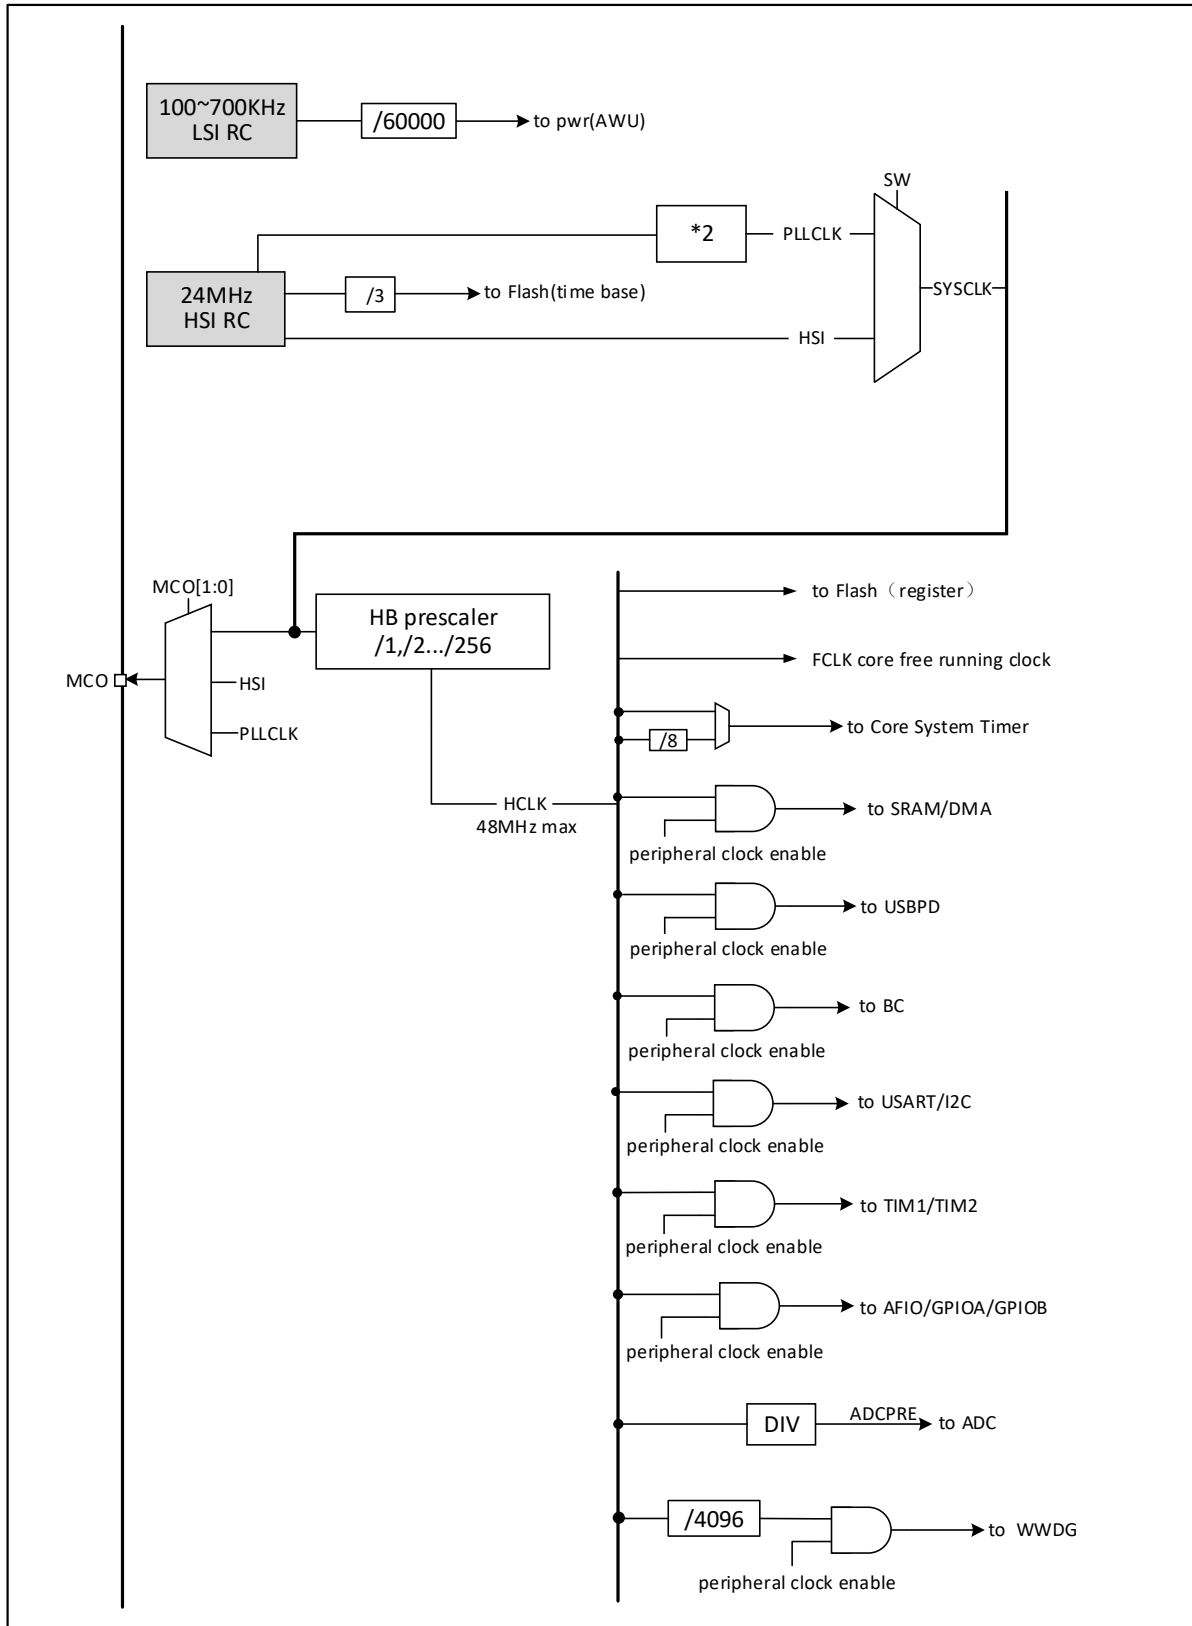 100~700KHz
LSI RC
/60000
to pwr(AWU)
SW
*2
PLLCLK
24MHz
HSI RC
/3
to Flash(time base)
SYSCLK
HSI
MCO[1:0]
HB prescaler
/1,/2.../256
to Flash（register）
FCLK core free running clock
MCO
HSI
PLLCLK
to Core System Timer
/8
HCLK
48MHz max
to SRAM/DMA
peripheral clock enable
to USBPD
peripheral clock enable
to BC
peripheral clock enable
to USART/I2C
peripheral clock enable
to TIM1/TIM2
peripheral clock enable
to AFIO/GPIOA/GPIOB
peripheral clock enable
DIV
ADCPRE
to ADC
/4096
to WWDG
peripheral clock enable